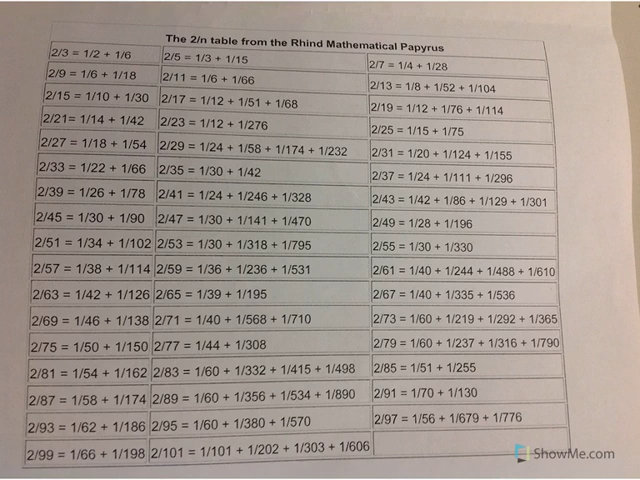 The 2/n table from the Rhind Mathematical Papyrus
2/3 = 1/2 + 1/6 2/5 = 1/3 + 1/15 2/7 = 1/4 + 1/28
2/9 = 1/6 + 1/18 2/11 = 1/6 + 1/66 2/13 = 1/8 + 1/52 + 1/104
2/15 = 1/10 + 1/30 2/17 = 1/12 + 1/51 + 1/68 2/19 = 1/12 + 1/76 + 1/114
2/21= 1/14 + 1/42 2/23 = 1/12 + 1/276 2/25 = 1/15 + 1/75
2/27 = 1/18 + 1/54 2/29 = 1/24 + 1/58 + 1/174 + 1/232 2/31 = 1/20 + 1/124 + 1/155
2/33 = 1/22 + 1/66 2/35 = 1/30 + 1/42 2/37 = 1/24 + 1/111 + 1/296
2/39 = 1/26 + 1/78 2/41 = 1/24 + 1/246 + 1/328 2/43 = 1/42 + 1/86 + 1/129 + 1/301
2/45 = 1/30 + 1/90 2/47 = 1/30 + 1/141 + 1/470 2/49 = 1/28 + 1/196
2/51 = 1/34 + 1/102 2/53 = 1/30 + 1/318 + 1/795 2/55 = 1/30 + 1/330
2/57 = 1/38 + 1/114 2/59 = 1/36 + 1/236 + 1/531 2/61 = 1/40 + 1/244 + 1/488 + 1/610
2/63 = 1/42 + 1/126 2/65 = 1/39 + 1/195 2/67 = 1/40 + 1/335 + 1/536
2/69 = 1/46 + 1/138 2/71 = 1/40 + 1/568 + 1/710 2/73 = 1/60 + 1/219 + 1/292 + 1/365
2/75 = 1/50 + 1/150 2/77 = 1/44 + 1/308 2/79 = 1/60 + 1/237 + 1/316 + 1/790
2/81 = 1/54 + 1/162 2/83 = 1/60 + 1/332 + 1/415 + 1/498 2/85 = 1/51 + 1/255
2/87 = 1/58 + 1/174 2/89 = 1/60 + 1/356 + 1/534 + 1/890 2/91 = 1/70 + 1/130
2/93 = 1/62 + 1/186 2/95 = 1/60 + 1/380 + 1/570 2/97 = 1/56 + 1/679 + 1/776
2/99 = 1/66 + 1/198 2/101 = 1/101 + 1/202 + 1/303 + 1/606
ShowMe.com